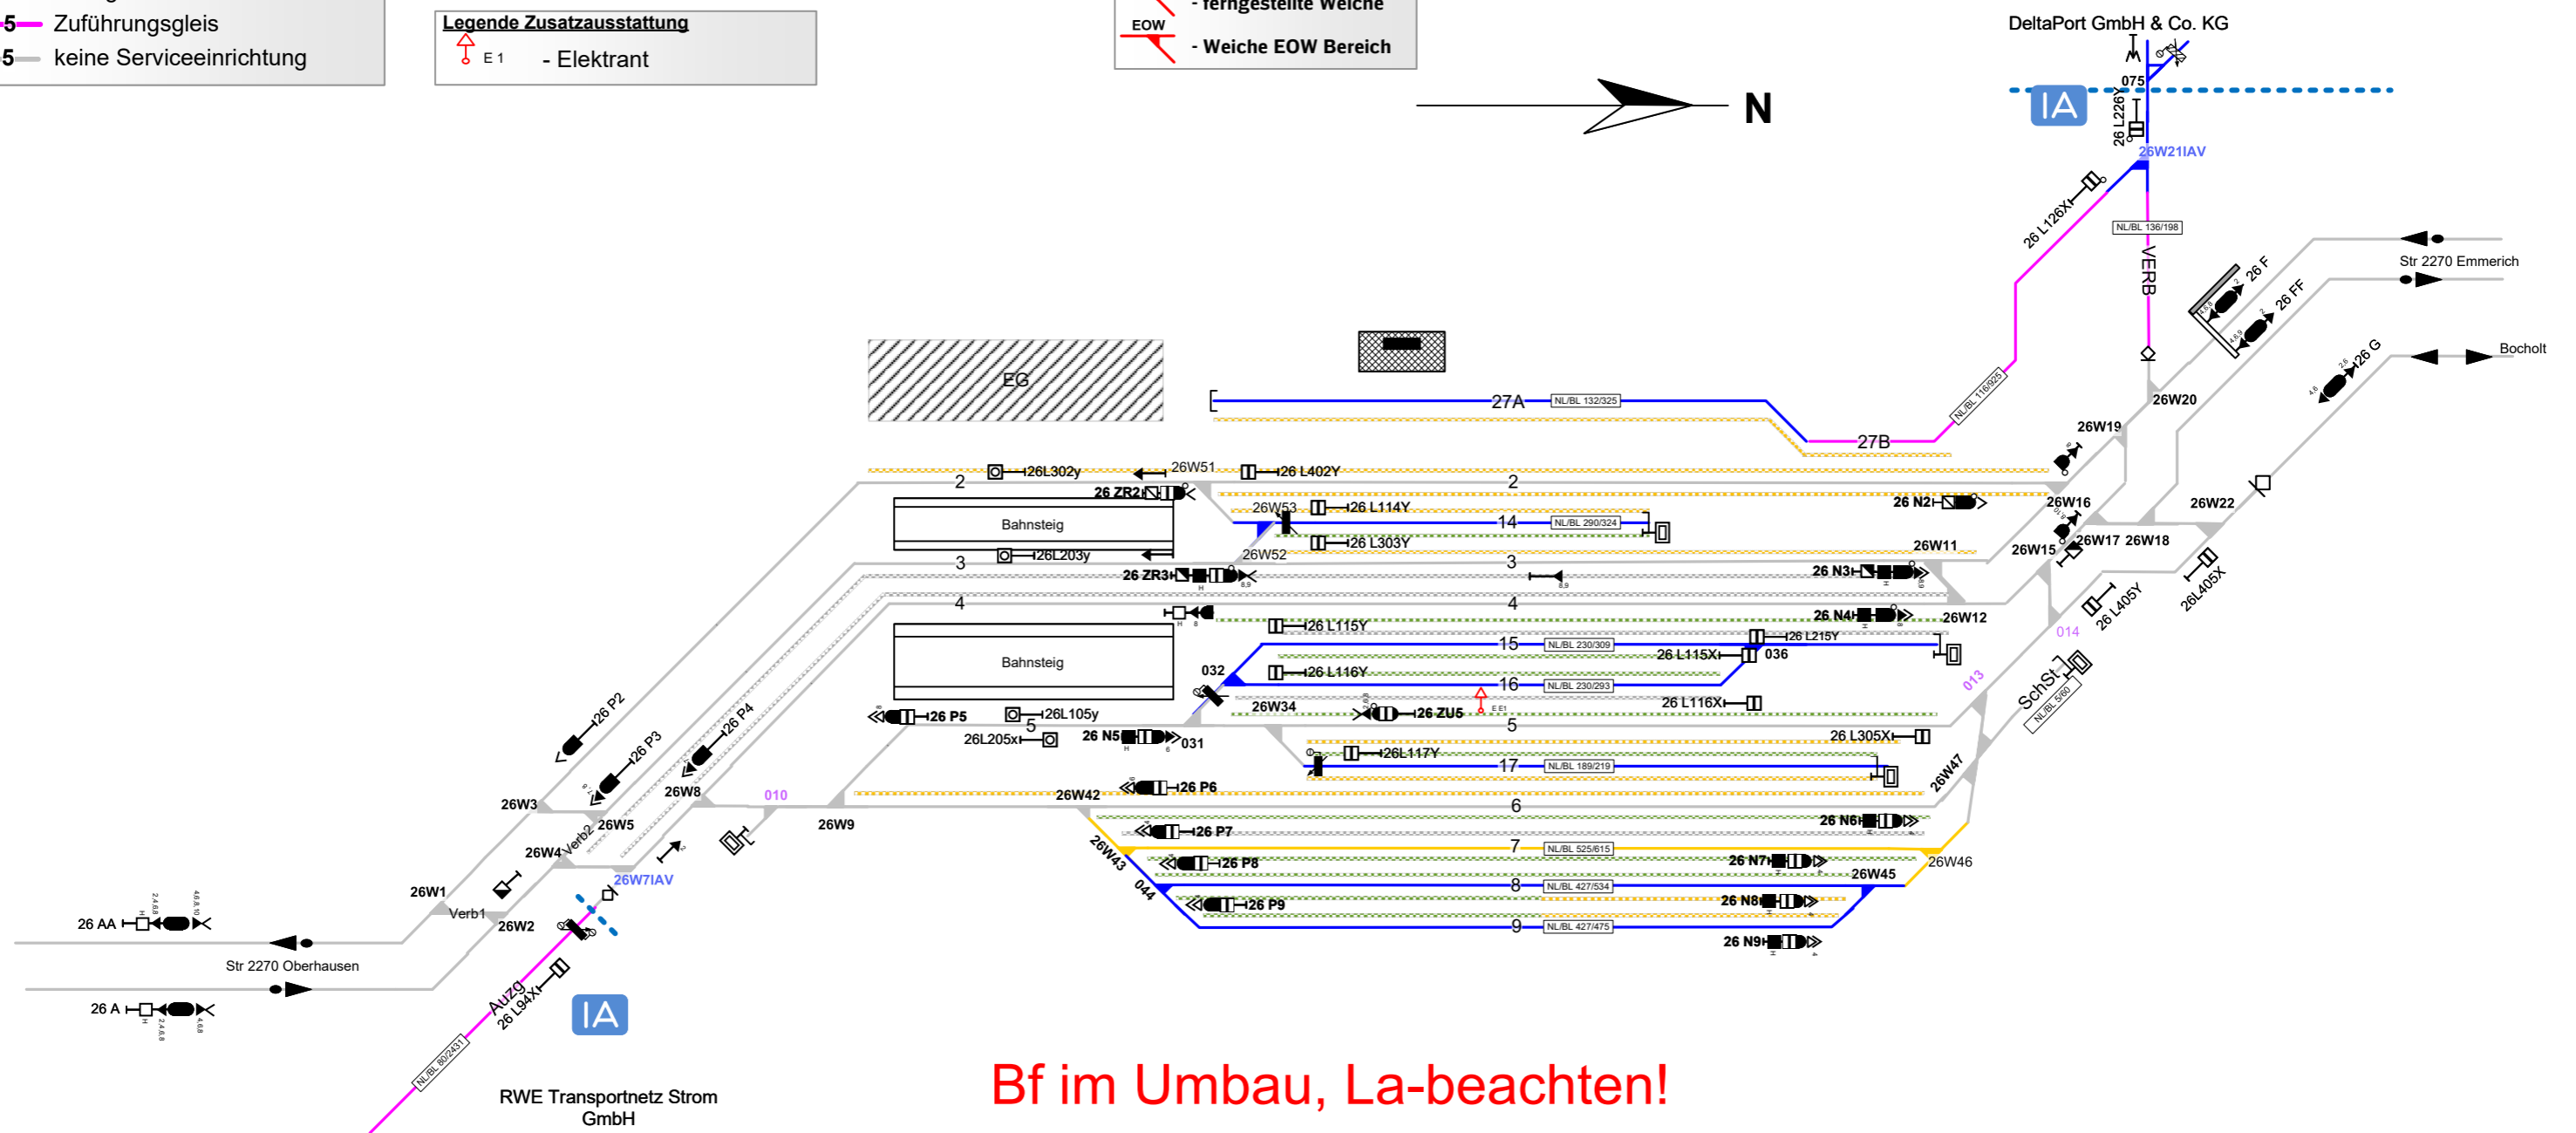 5 Zuführungsgleis
5 keine Serviceeinrichtung
Legende Zusatzausstattung
E 1 - Elektrant
- ferngestellte Weiche
EOW
- Weiche EOW Bereich
N
DeltaPort GmbH & Co. KG
075
IA
26 L226Y
26W21IAV
26 L126X
NL/BL 136/198
VERB
26 F
26 FF
Str 2270 Emmerich
26 G
Bocholt
EG
27A NL/BL 132/325
27B
NL/BL 116/925
26W20
26W19
26L302y
26W51
26 L402Y
2
2
26 ZR2
26 N2
26W16
26W22
Bahnsteig
26W53
26 L114Y
14 NL/BL 290/324
26 L303Y
26W17
26W18
26W15
26W11
26L203y
26W52
3
3
26 ZR3
26 N3
26L405X
26 L405Y
4
4
26 N4
26W12
014
26 L115Y
26 L215Y
15 NL/BL 230/309
26 L115X
036
Bahnsteig
032
26 L116Y
16 NL/BL 230/293
26 L116X
013
SchSt
NL/BL 5/60
26 P2
26 P3
26 P4
26 P5
26L105y
26W34
26 ZU5
E E1
5
5
26L205x
26 N5
031
26 L305X
26L117Y
17 NL/BL 189/219
26W47
26W3
26W8
010
26W9
26W42
26 P6
6
26W5
Verb2
26W4
26 P7
26 N6
26W43
7 NL/BL 525/615
26W46
26W7IAV
26 P8
26 N7
26W45
044
8 NL/BL 427/534
26W1
Verb1
26W2
26 P9
26 N8
9 NL/BL 427/475
26 N9
26 AA
Str 2270 Oberhausen
26 A
Auzg
26 L94X
IA
NL/BL 80/2431
RWE Transportnetz Strom
GmbH
Bf im Umbau, La-beachten!